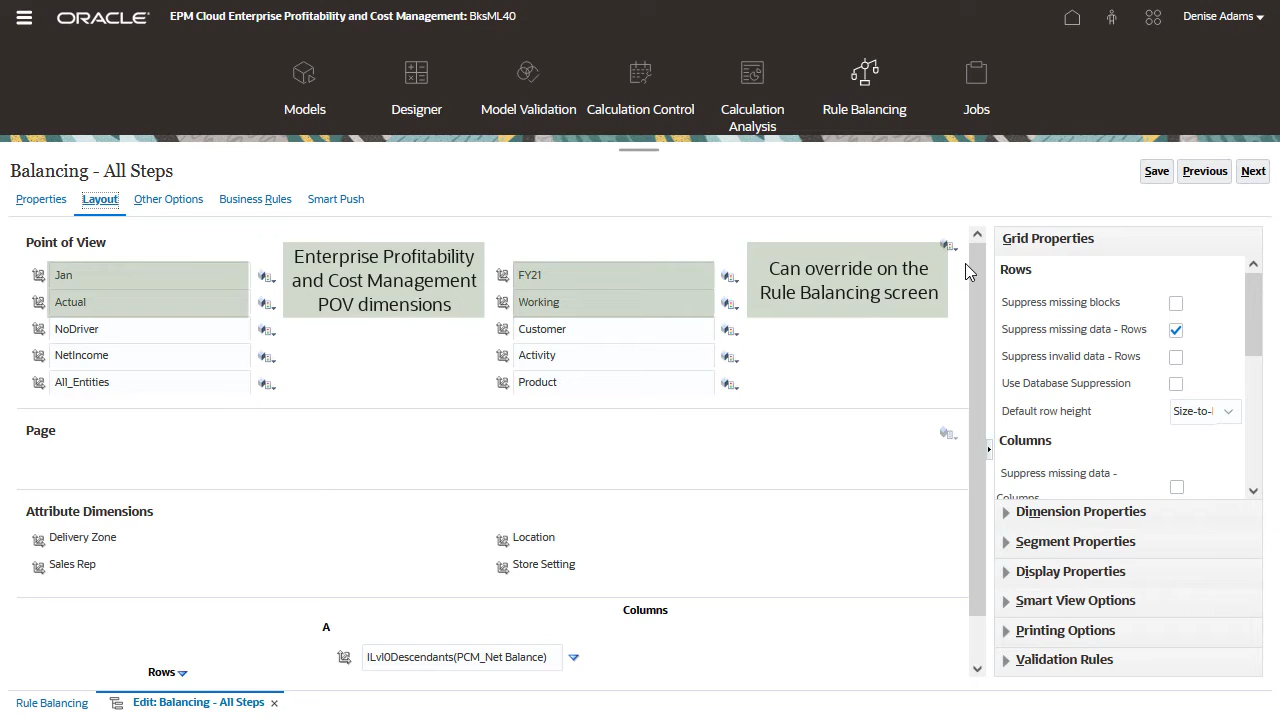 ORACLE
EPM Cloud Enterprise Profitability and Cost Management: BksML40
Denise Adams
Models
Designer
Model Validation
Calculation Control
Calculation
Analysis
Rule Balancing
Jobs
Balancing - All Steps
Save
Previous
Next
Properties
Layout
Other Options
Business Rules
Smart Push
Point of View
Jan
Actual
NoDriver
NetIncome
All_Entities
Enterprise Profitability
and Cost Management
POV dimensions
FY21
Working
Customer
Activity
Product
Can override on the
Rule Balancing screen
Page
Attribute Dimensions
Delivery Zone
Location
Sales Rep
Store Setting
Columns
A
ILvl0Descendants(PCM_Net Balance)
Rows
Grid Properties
Rows
Suppress missing blocks
Suppress missing data - Rows
Suppress invalid data - Rows
Use Database Suppression
Default row height
Size-to-
Columns
Suppress missing data -
Columns
Dimension Properties
Segment Properties
Display Properties
Smart View Options
Printing Options
Validation Rules
Rule Balancing
Edit: Balancing - All Steps